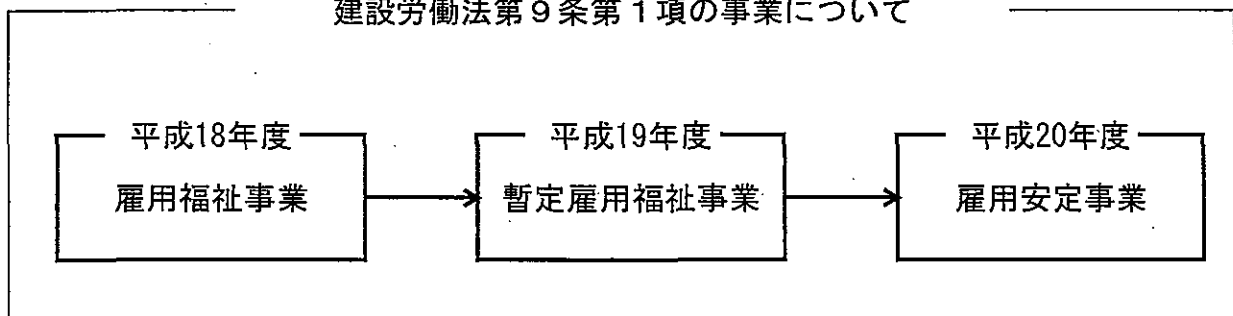 建設労働法第９条第１項の事業について
平成18年度
平成19年度
平成20年度
雇用福祉事業
暫定雇用福祉事業
雇用安定事業